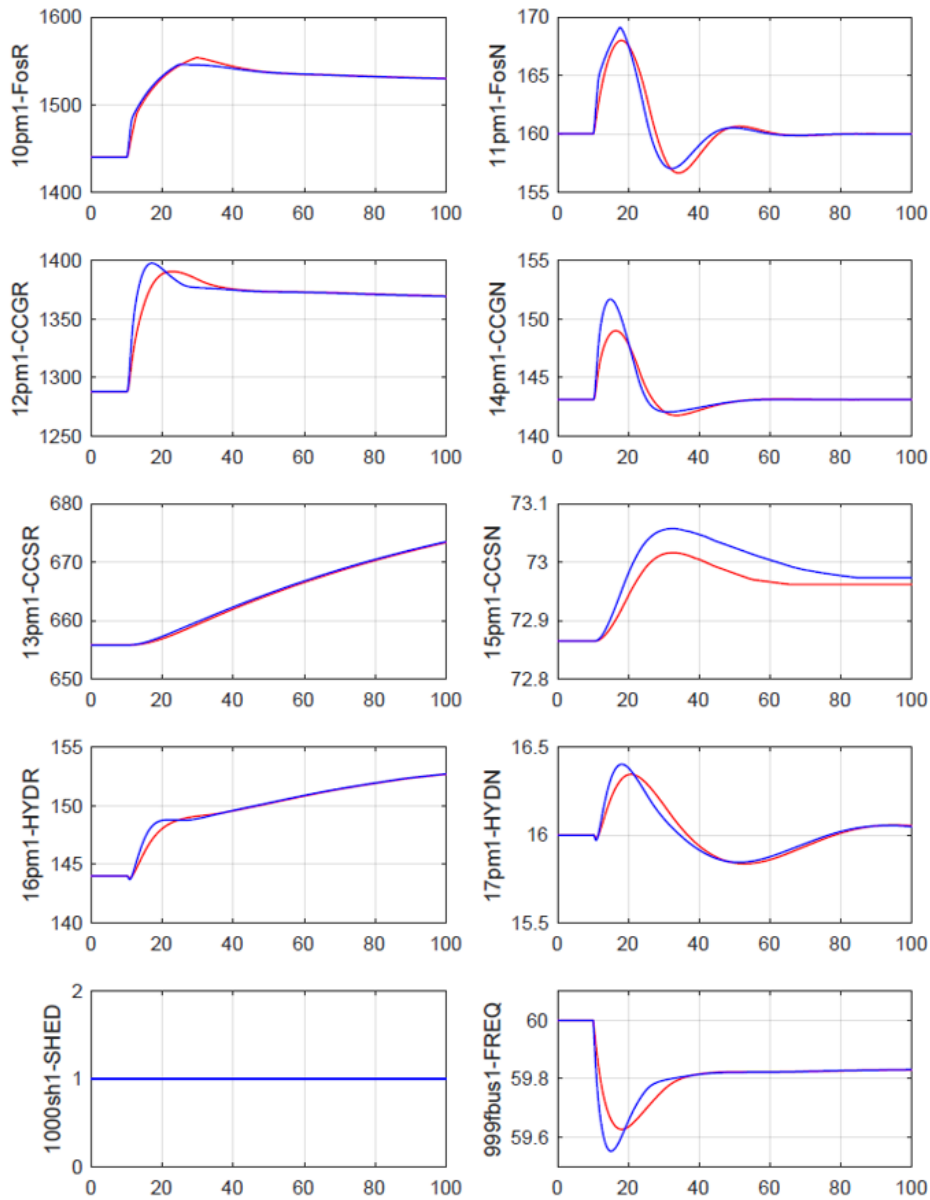 10pm1-FosR
1600
1500
1400
0 20 40 60 80 100
11pm1-FosN
170
165
160
155
0 20 40 60 80 100
12pm1-CCGR
1400
1350
1300
1250
0 20 40 60 80 100
14pm1-CCGN
155
150
145
140
0 20 40 60 80 100
13pm1-CCSR
680
670
660
650
0 20 40 60 80 100
15pm1-CCSN
73.1
73
72.9
72.8
0 20 40 60 80 100
16pm1-HYDR
155
150
145
140
0 20 40 60 80 100
17pm1-HYDN
16.5
16
15.5
0 20 40 60 80 100
1000sh1-SHED
2
1
0
0 20 40 60 80 100
999fbus1-FREQ
60
59.8
59.6
0 20 40 60 80 100